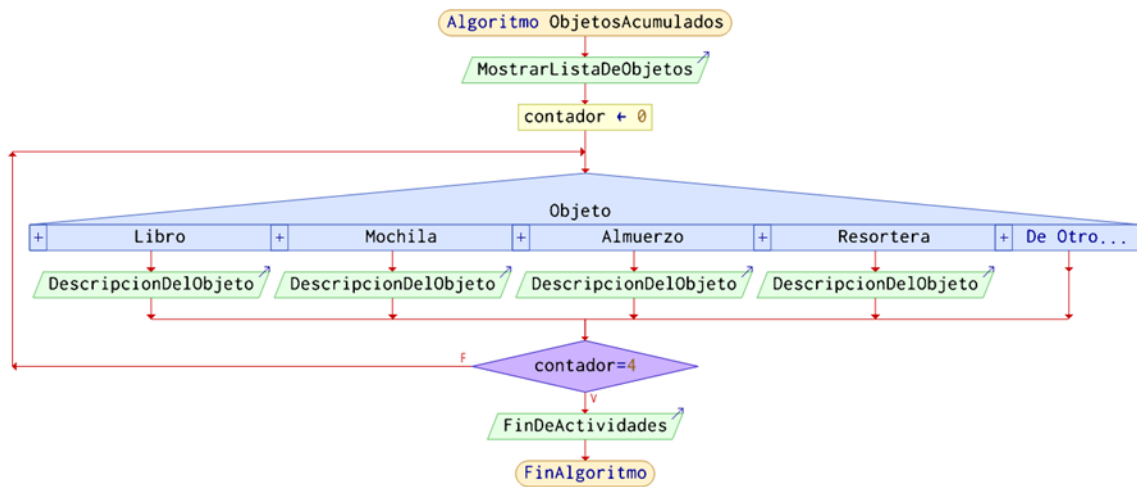 Algoritmo ObjetosAcumulados
MostrarListaDeObjetos
contador ← 0
Objeto
+ Libro + Mochila + Almuerzo + Resortera + De Otro...
DescripcionDelObjeto DescripcionDelObjeto DescripcionDelObjeto DescripcionDelObjeto
F contador=4
V
FinDeActividades
FinAlgoritmo